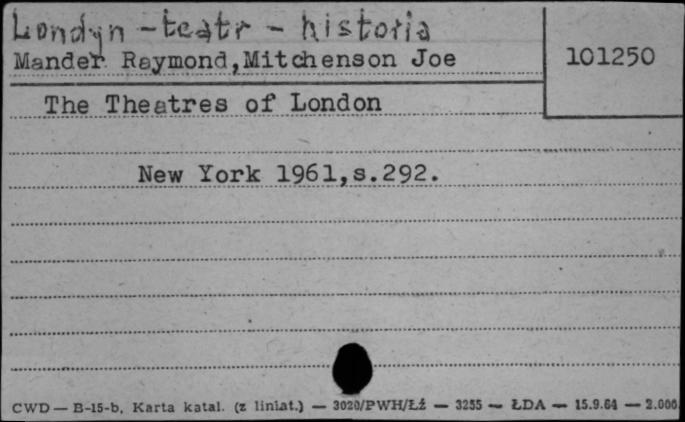 Londyn - teatr - historia
Mander Raymond,Mitchenson Joe
101250
The Theatres of London
New York 1961,s.292.
CWD — B-15-b, Karta katal. (z liniat.) — 3020/PWH/Łź — 3255 — ŁDA — 15.9.64 — 2.000.